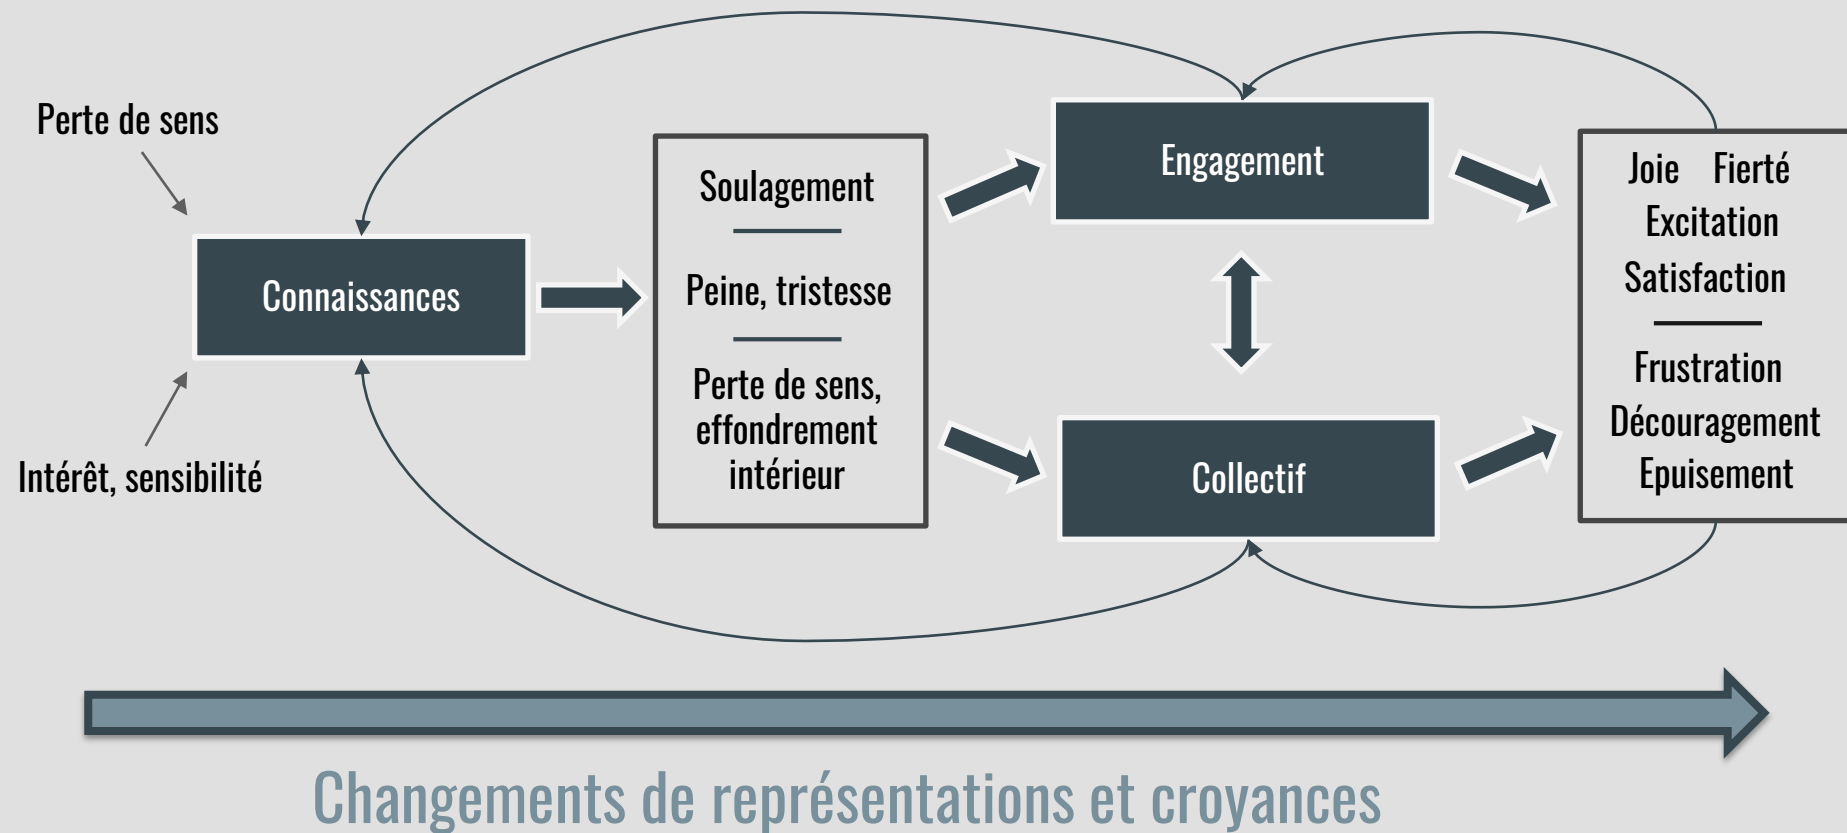 Perte de sens
Intérêt, sensibilité
Connaissances
Soulagement
Peine, tristesse
Perte de sens,
effondrement
intérieur
Engagement
Collectif
Joie Fierté
Excitation
Satisfaction
Frustration
Découragement
Epuisement
Changements de représentations et croyances